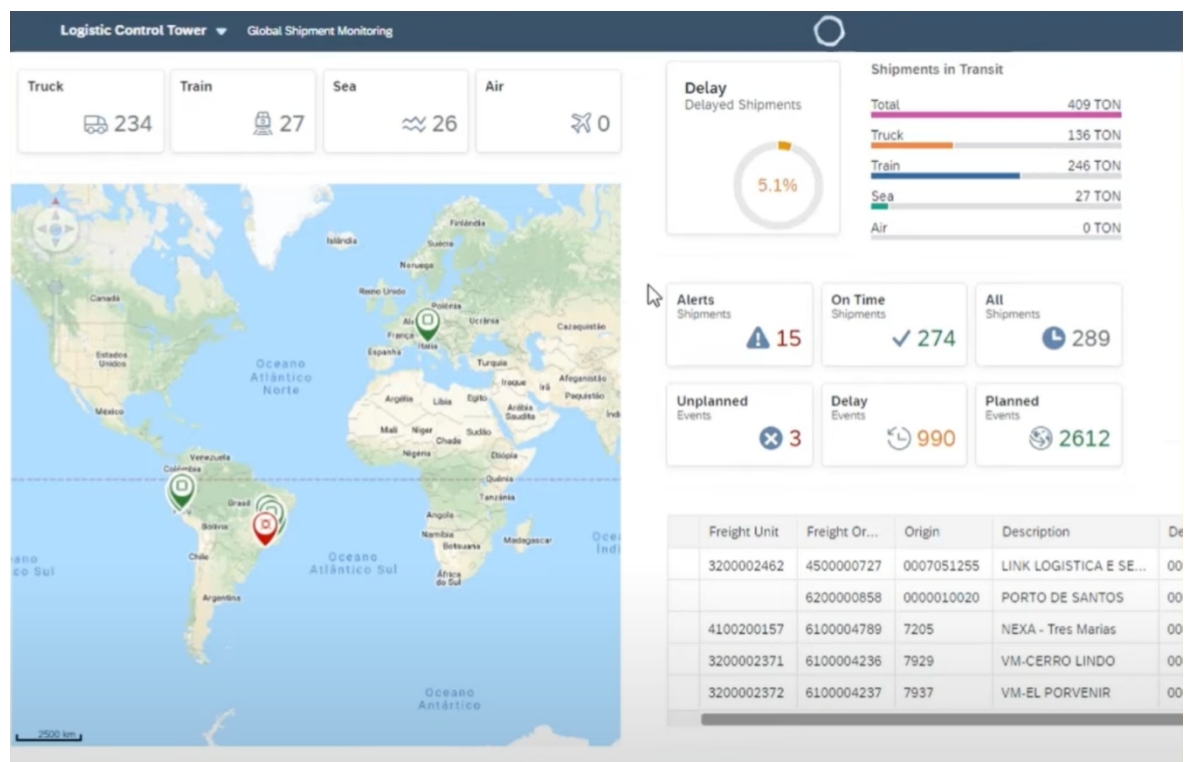 Logistic Control Tower Global Shipment Monitoring
Truck
234
Train
27
Sea
26
Air
0
Delay
Delayed Shipments
5.1%
Shipments in Transit
Total 409 TON
Truck 136 TON
Train 246 TON
Sea 27 TON
Air 0 TON
Finlândia
Islândia
Suécia
Noruega
Canadá
Reino Unido
Polônia
Ucrânia
Cazaquistão
França
Itália
Espanha
Estados
Unidos
Oceano
Atlântico
Norte
Turquia
Iraque
Irã
Afeganistão
Paquistão
Argélia
Líbia
Egito
Arábia
Saudita
México
Mali
Níger
Chade
Sudão
Nigéria
Etiópia
Venezuela
Colômbia
Quênia
Tanzânia
Brasil
Bolívia
Angola
Namíbia
Botsuana
Madagascar
Chile
Oceano
Atlântico Sul
África
do Sul
Argentina
Oceano
Antártico
2500 km
Alerts
Shipments
15
On Time
Shipments
274
All
Shipments
289
Unplanned
Events
3
Delay
Events
990
Planned
Events
2612
Freight Unit Freight Or... Origin Description De
3200002462 4500000727 0007051255 LINK LOGISTICA E SE... 00
6200000858 0000010020 PORTO DE SANTOS 00
4100200157 6100004789 7205 NEXA - Tres Marias 00
3200002371 6100004236 7929 VM-CERRO LINDO 00
3200002372 6100004237 7937 VM-EL PORVENIR 00